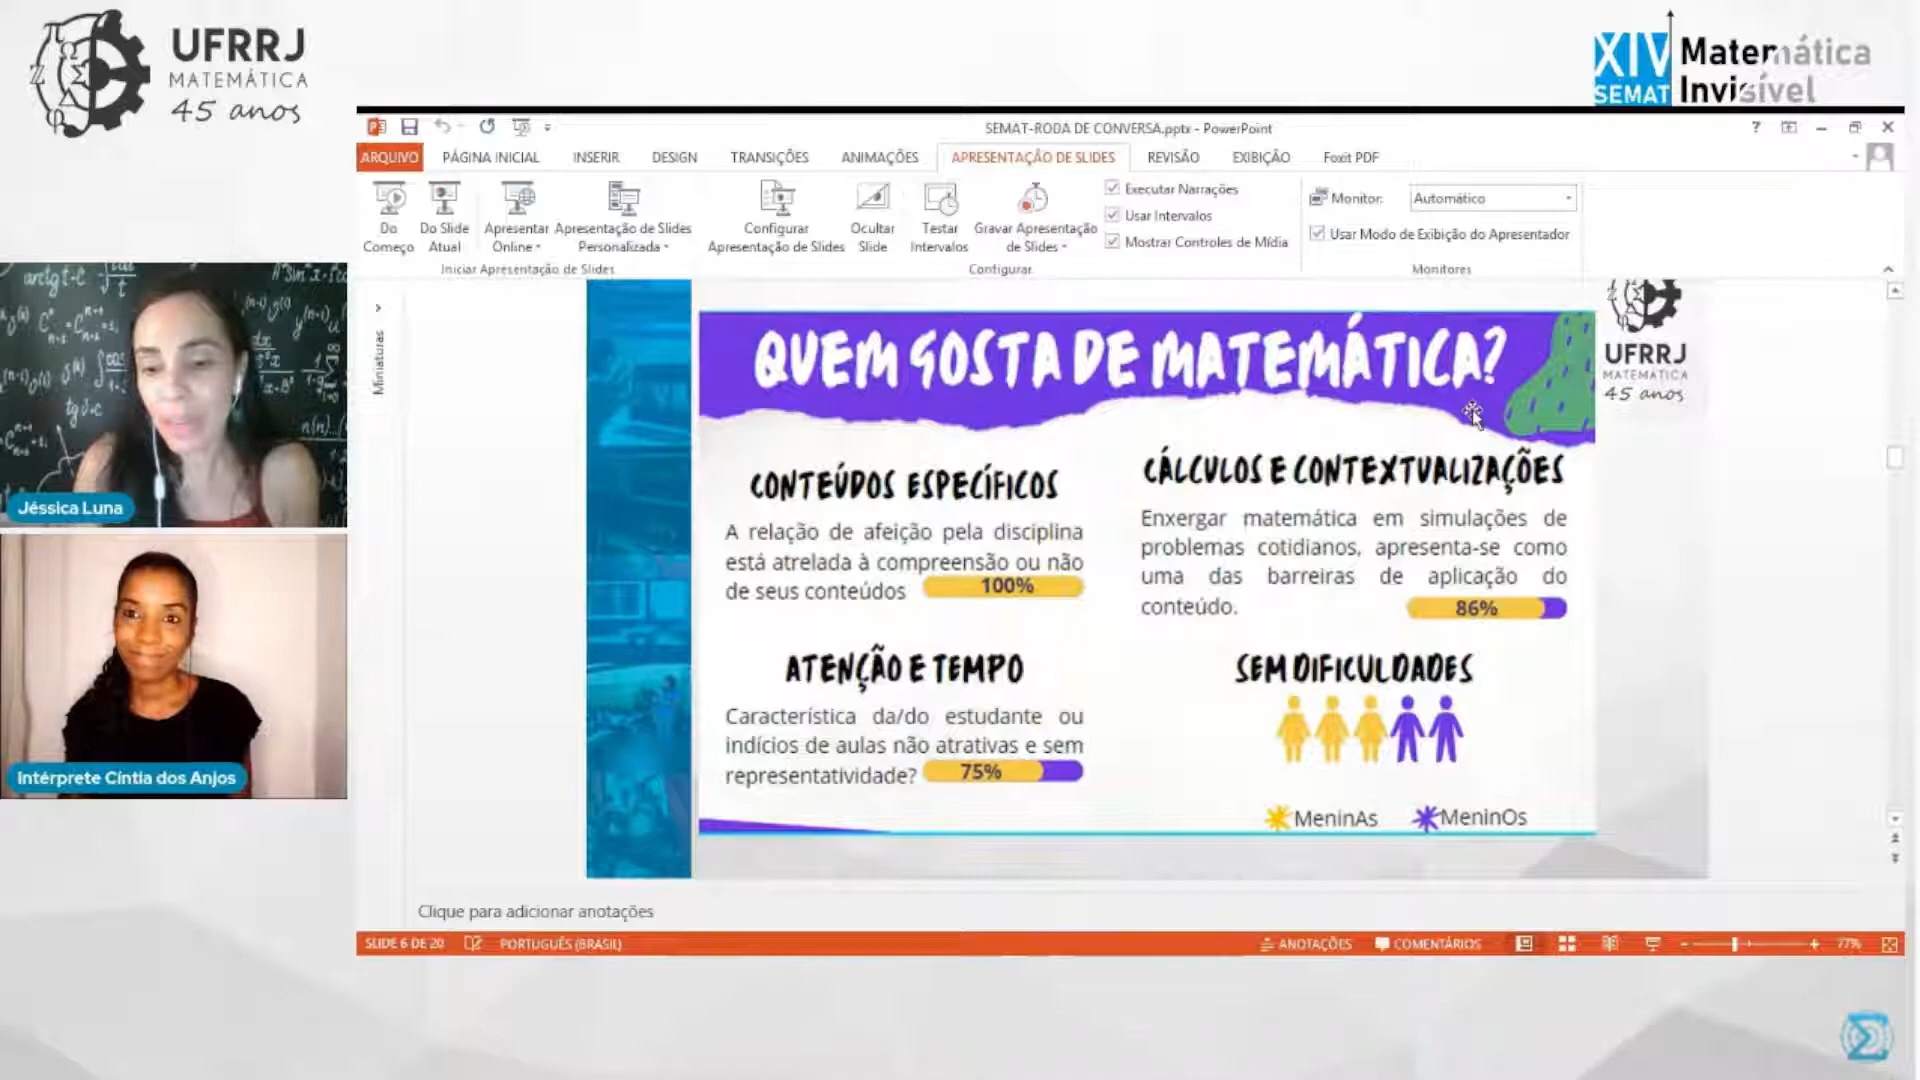 UFRRJ
MATEMÁTICA
45 anos
XIV
SEMAT
Matemática
Invisível
SEMAT-RODA DE CONVERSA.pptx - PowerPoint
ARQUIVO
PÁGINA INICIAL
INSERIR
DESIGN
TRANSIÇÕES
ANIMAÇÕES
APRESENTAÇÃO DE SLIDES
REVISÃO
EXIBIÇÃO
Foxit PDF
Do
Começo
Do Slide
Atual
Apresentar
Online
Apresentação de Slides
Personalizada
Iniciar Apresentação de Slides
Configurar
Apresentação de Slides
Ocultar
Slide
Testar
Intervalos
Gravar Apresentação
de Slides
Executar Narrações
Usar Intervalos
Mostrar Controles de Mídia
Configurar
Monitor:
Automático
Usar Modo de Exibição do Apresentador
Monitores
Miniaturas
Jéssica Luna
Intérprete Cíntia dos Anjos
QUEM GOSTA DE MATEMÁTICA?
CONTEÚDOS ESPECÍFICOS
A relação de afeição pela disciplina
está atrelada à compreensão ou não
de seus conteúdos
100%
CÁLCULOS E CONTEXTUALIZAÇÕES
Enxergar matemática em simulações de
problemas cotidianos, apresenta-se como
uma das barreiras de aplicação do
conteúdo.
86%
ATENÇÃO E TEMPO
Característica da/do estudante ou
indícios de aulas não atrativas e sem
representatividade?
75%
SEM DIFICULDADES
MeninAs
MeninOs
UFRRJ
MATEMÁTICA
45 anos
Clique para adicionar anotações
SLIDE 6 DE 20
PORTUGUÊS (BRASIL)
ANOTAÇÕES
COMENTÁRIOS
77%